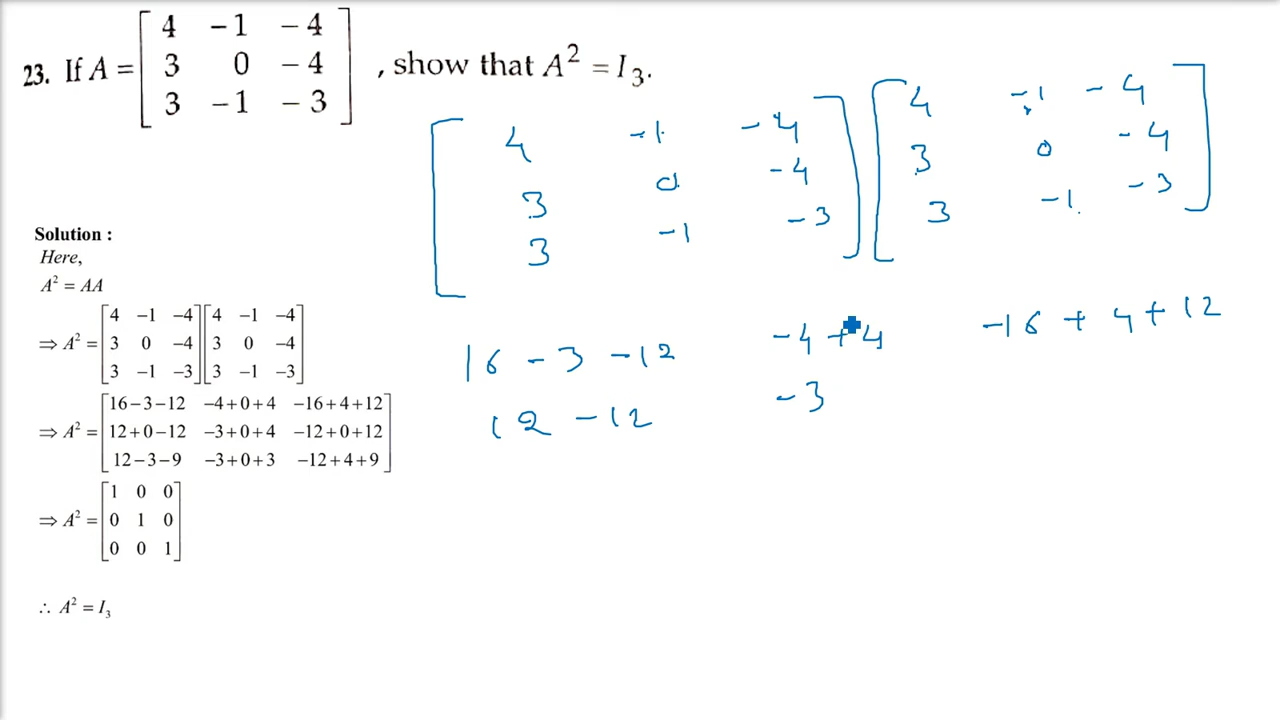 4 -1 -4
23. If A = 3 0 -4 , show that A² = I₃.
3 -1 -3
4 -1 -4 4 -1 -4
3 0 -4 3 0 -4
3 -1 -3 3 -1 -3
Solution :
Here,
A² = AA
4 -1 -4 4 -1 -4
⇒ A² = 3 0 -4 3 0 -4
3 -1 -3 3 -1 -3
16-3-12 -4+0+4 -16+4+12
⇒ A² = 12+0-12 -3+0+4 -12+0+12
12-3-9 -3+0+3 -12+4+9
1 0 0
⇒ A² = 0 1 0
0 0 1
∴ A² = I₃
16 - 3 - 12 -4 + 4 -16 + 4 + 12
12 - 12 -3